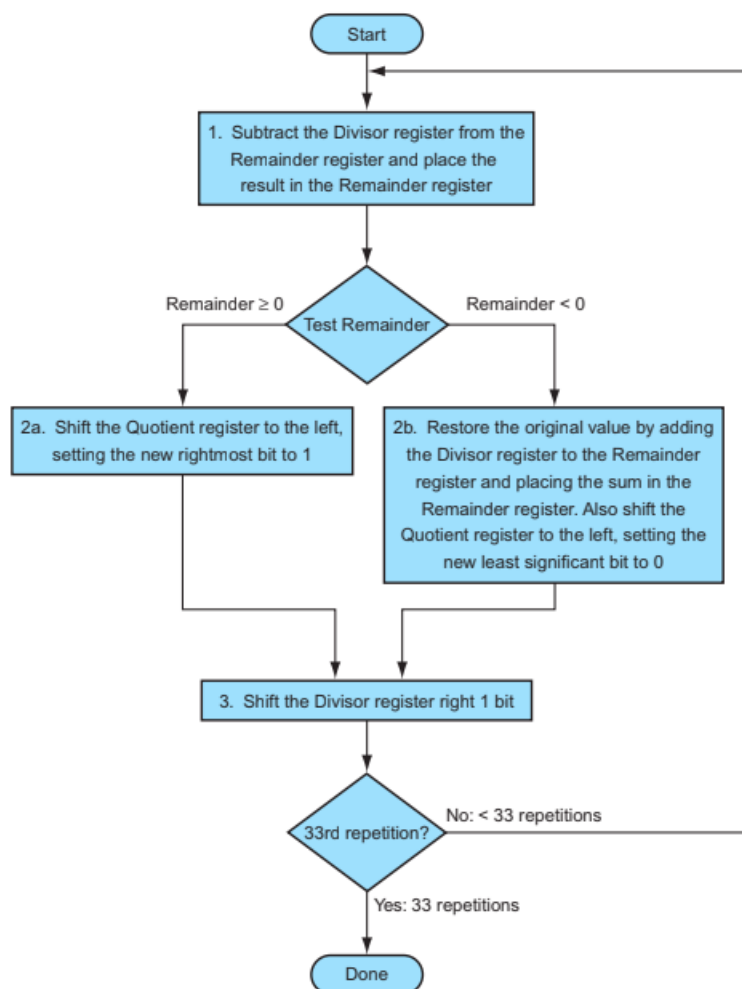 Start
1. Subtract the Divisor register from the
Remainder register and place the
result in the Remainder register
Remainder ≥ 0
Remainder < 0
Test Remainder
2a. Shift the Quotient register to the left,
setting the new rightmost bit to 1
2b. Restore the original value by adding
the Divisor register to the Remainder
register and placing the sum in the
Remainder register. Also shift the
Quotient register to the left, setting the
new least significant bit to 0
3. Shift the Divisor register right 1 bit
33rd repetition?
No: < 33 repetitions
Yes: 33 repetitions
Done